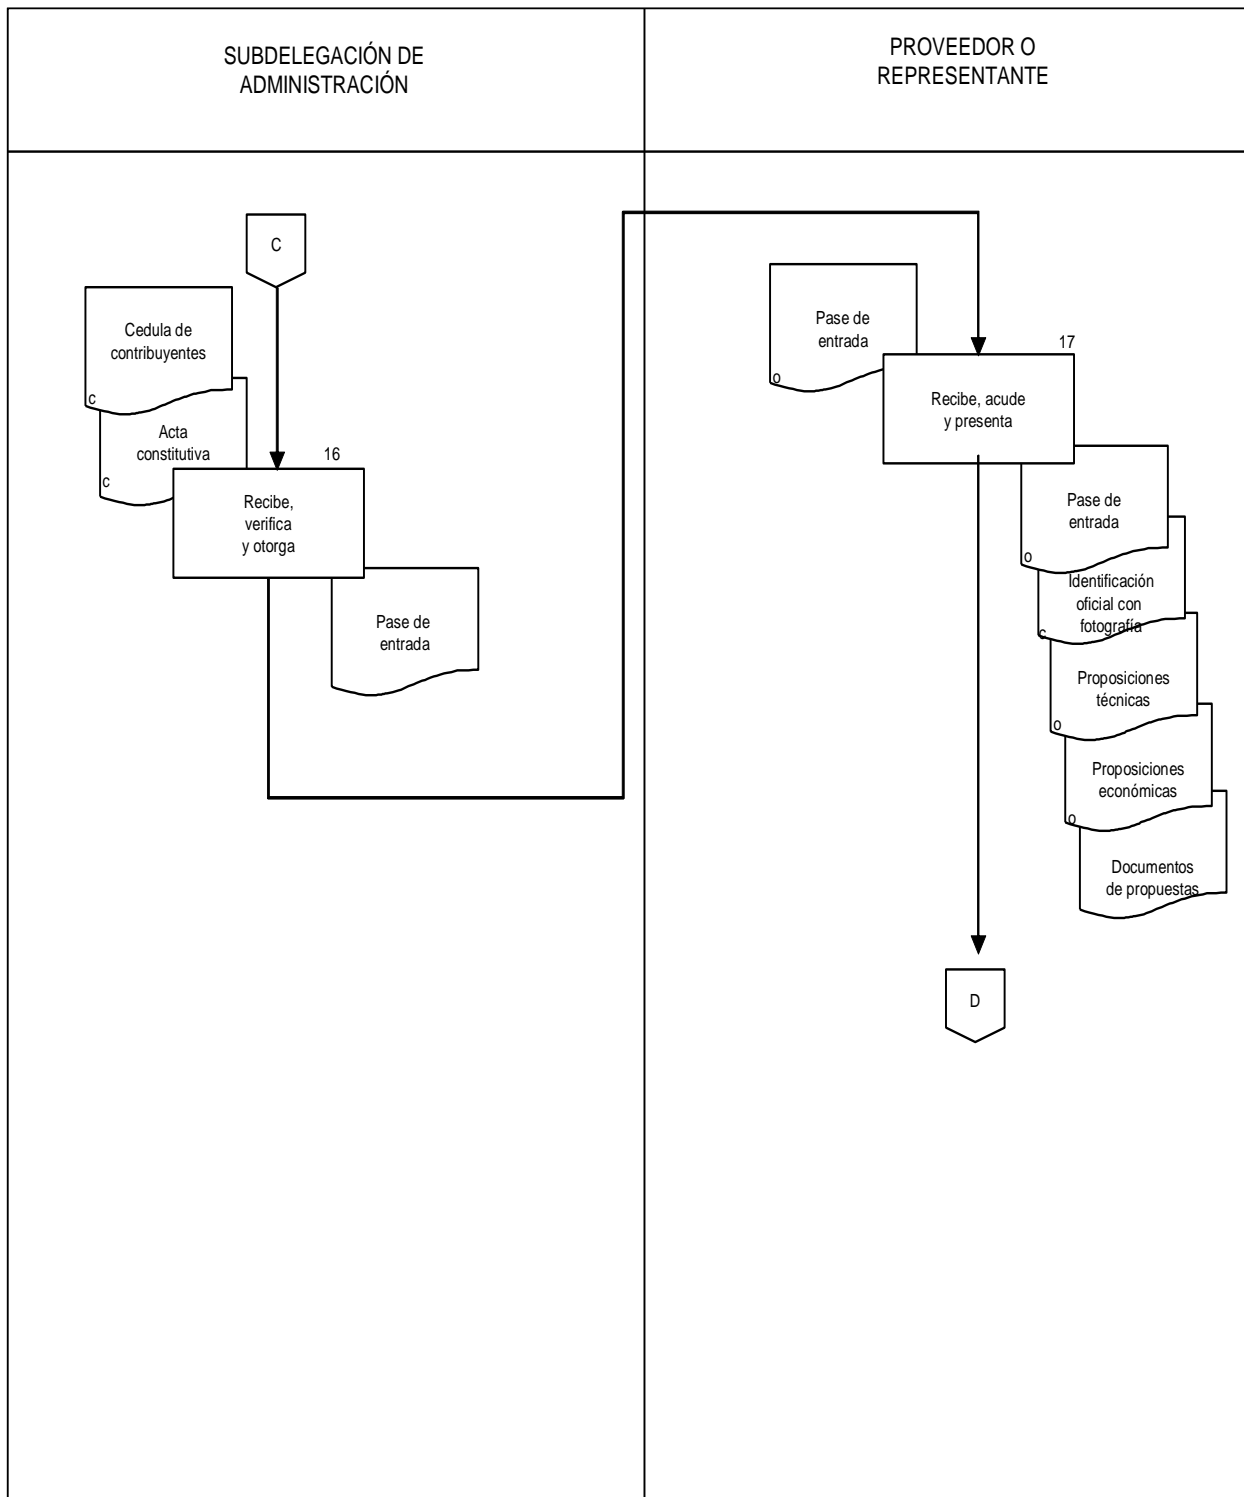 SUBDELEGACIÓN DE
ADMINISTRACIÓN
PROVEEDOR O
REPRESENTANTE
C
Cedula de
contribuyentes
c
Acta
constitutiva
c
16
Recibe,
verifica
y otorga
Pase de
entrada
Pase de
entrada
o
17
Recibe, acude
y presenta
Pase de
entrada
o
Identificación
oficial con
fotografía
c
Proposiciones
técnicas
o
Proposiciones
económicas
o
Documentos
de propuestas
D